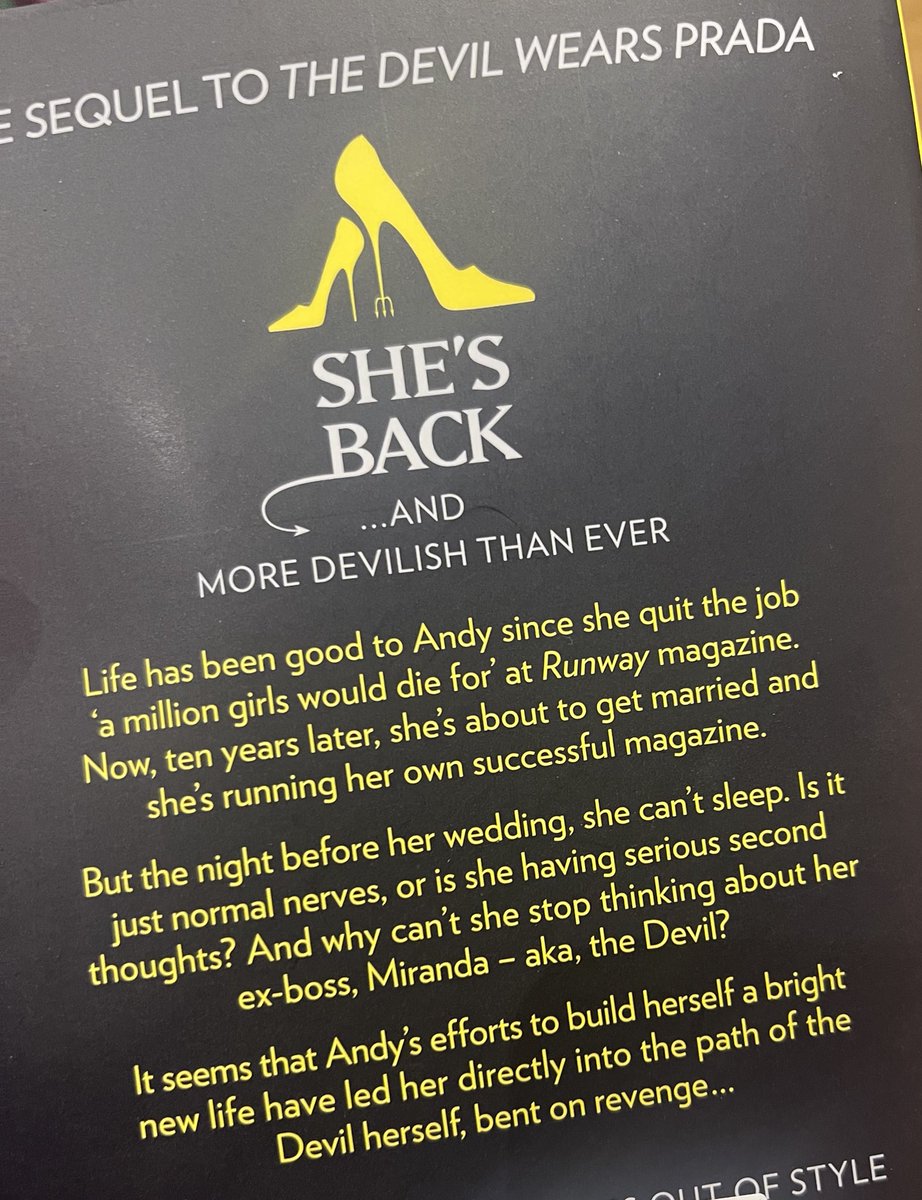 SEQUEL TO THE DEVIL WEARS PRADA
SHE'S
BACK
...AND
MORE DEVILISH THAN EVER
Life has been good to Andy since she quit the job
‘a million girls would die for’ at Runway magazine.
Now, ten years later, she’s about to get married and
she’s running her own successful magazine.
But the night before her wedding, she can’t sleep. Is it
just normal nerves, or is she having serious second
thoughts? And why can’t she stop thinking about her
ex-boss, Miranda – aka, the Devil?
It seems that Andy’s efforts to build herself a bright
new life have led her directly into the path of the
Devil herself, bent on revenge...
OUT OF STYLE